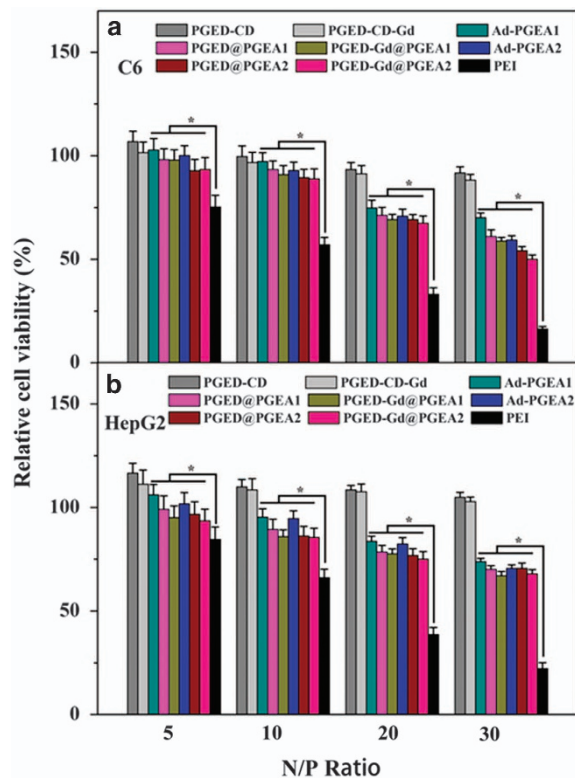 a
PGED-CD PGED-CD-Gd Ad-PGEA1
PGED@PGEA1 PGED-Gd@PGEA1 Ad-PGEA2
PGED@PGEA2 PGED-Gd@PGEA2 PEI
C6
150
100
50
0
* * * *
b
PGED-CD PGED-CD-Gd Ad-PGEA1
PGED@PGEA1 PGED-Gd@PGEA1 Ad-PGEA2
PGED@PGEA2 PGED-Gd@PGEA2 PEI
HepG2
150
100
50
0
* * * *
Relative cell viability (%)
5 10 20 30
N/P Ratio